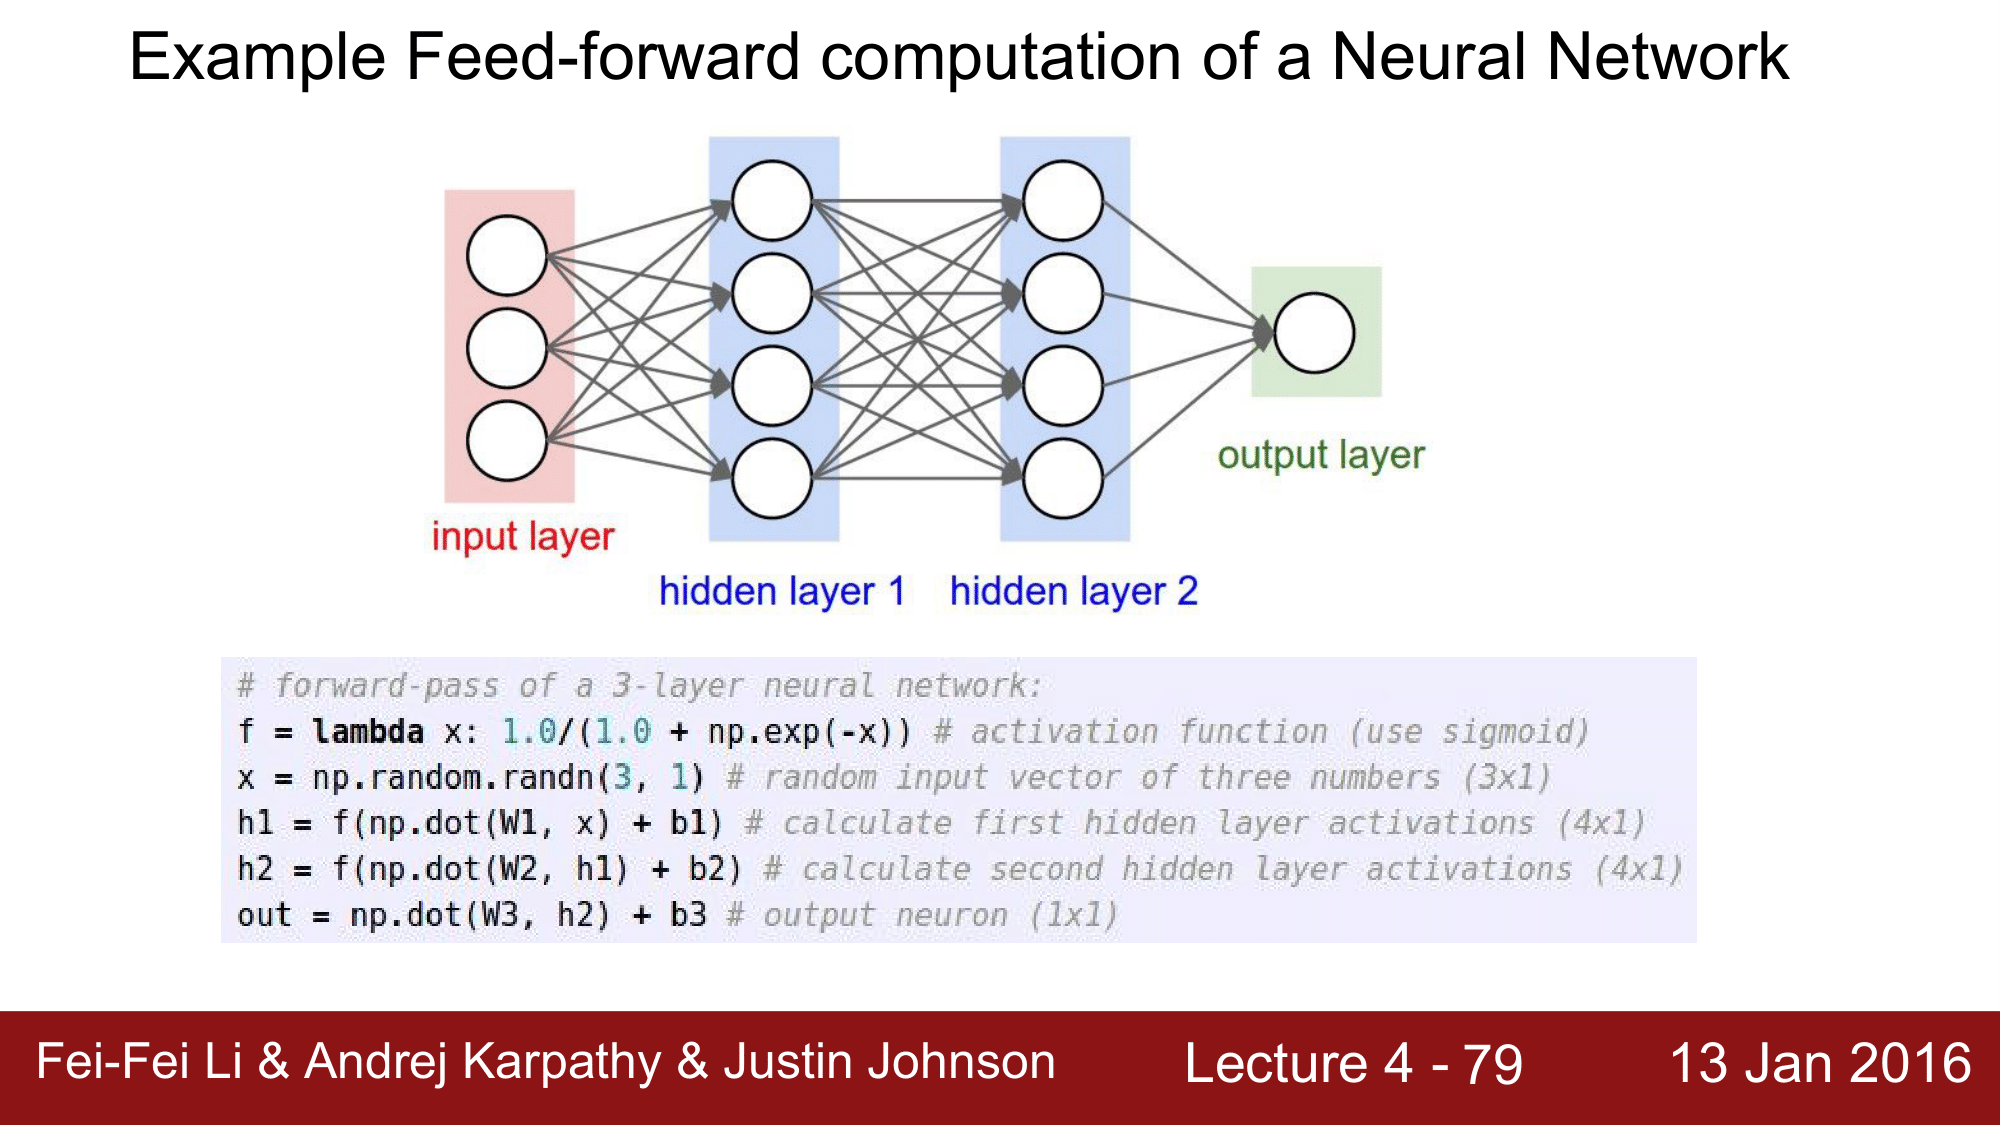 Example Feed-forward computation of a Neural Network
input layer
hidden layer 1
hidden layer 2
output layer
# forward-pass of a 3-layer neural network:
f = lambda x: 1.0/(1.0 + np.exp(-x)) # activation function (use sigmoid)
x = np.random.randn(3, 1) # random input vector of three numbers (3x1)
h1 = f(np.dot(W1, x) + b1) # calculate first hidden layer activations (4x1)
h2 = f(np.dot(W2, h1) + b2) # calculate second hidden layer activations (4x1)
out = np.dot(W3, h2) + b3 # output neuron (1x1)
Fei-Fei Li & Andrej Karpathy & Justin Johnson
Lecture 4 - 79
13 Jan 2016